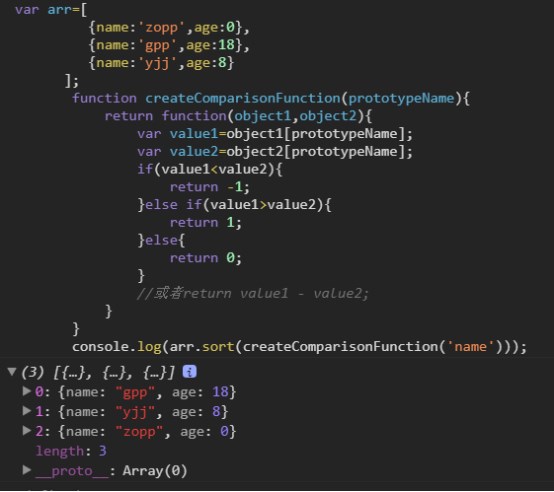 var arr=[
{name:'zopp',age:0},
{name:'gpp',age:18},
{name:'yjj',age:8}
];
function createComparisonFunction(prototypeName){
return function(object1,object2){
var value1=object1[prototypeName];
var value2=object2[prototypeName];
if(value1<value2){
return -1;
}else if(value1>value2){
return 1;
}else{
return 0;
}
//或者return value1 - value2;
}
}
console.log(arr.sort(createComparisonFunction('name')));
▼(3) [{…}, {…}, {…}] i
▶0: {name: "gpp", age: 18}
▶1: {name: "yjj", age: 8}
▶2: {name: "zopp", age: 0}
length: 3
▶__proto__: Array(0)